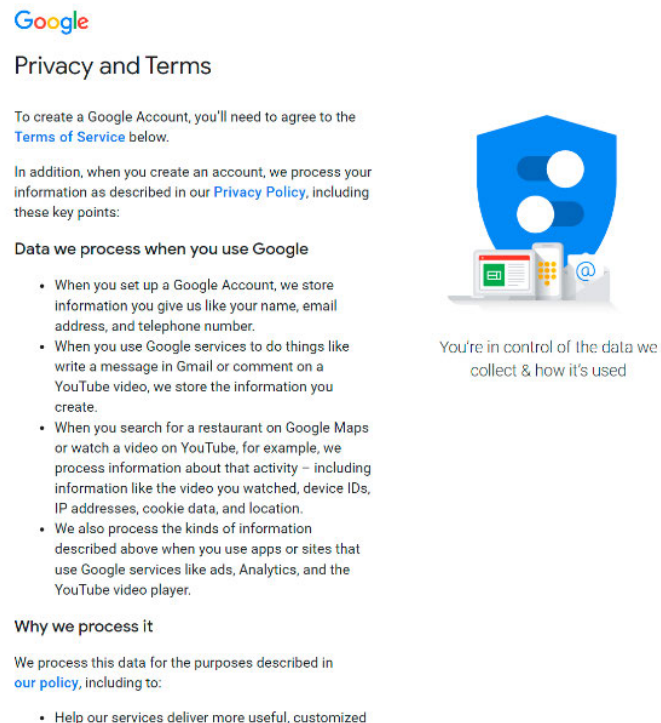 Google
Privacy and Terms
To create a Google Account, you'll need to agree to the
Terms of Service below.
In addition, when you create an account, we process your
information as described in our Privacy Policy, including
these key points:
Data we process when you use Google
• When you set up a Google Account, we store
information you give us like your name, email
address, and telephone number.
• When you use Google services to do things like
write a message in Gmail or comment on a
YouTube video, we store the information you
create.
• When you search for a restaurant on Google Maps
or watch a video on YouTube, for example, we
process information about that activity – including
information like the video you watched, device IDs,
IP addresses, cookie data, and location.
• We also process the kinds of information
described above when you use apps or sites that
use Google services like ads, Analytics, and the
YouTube video player.
Why we process it
We process this data for the purposes described in
our policy, including to:
• Help our services deliver more useful, customized
@
You're in control of the data we
collect & how it's used